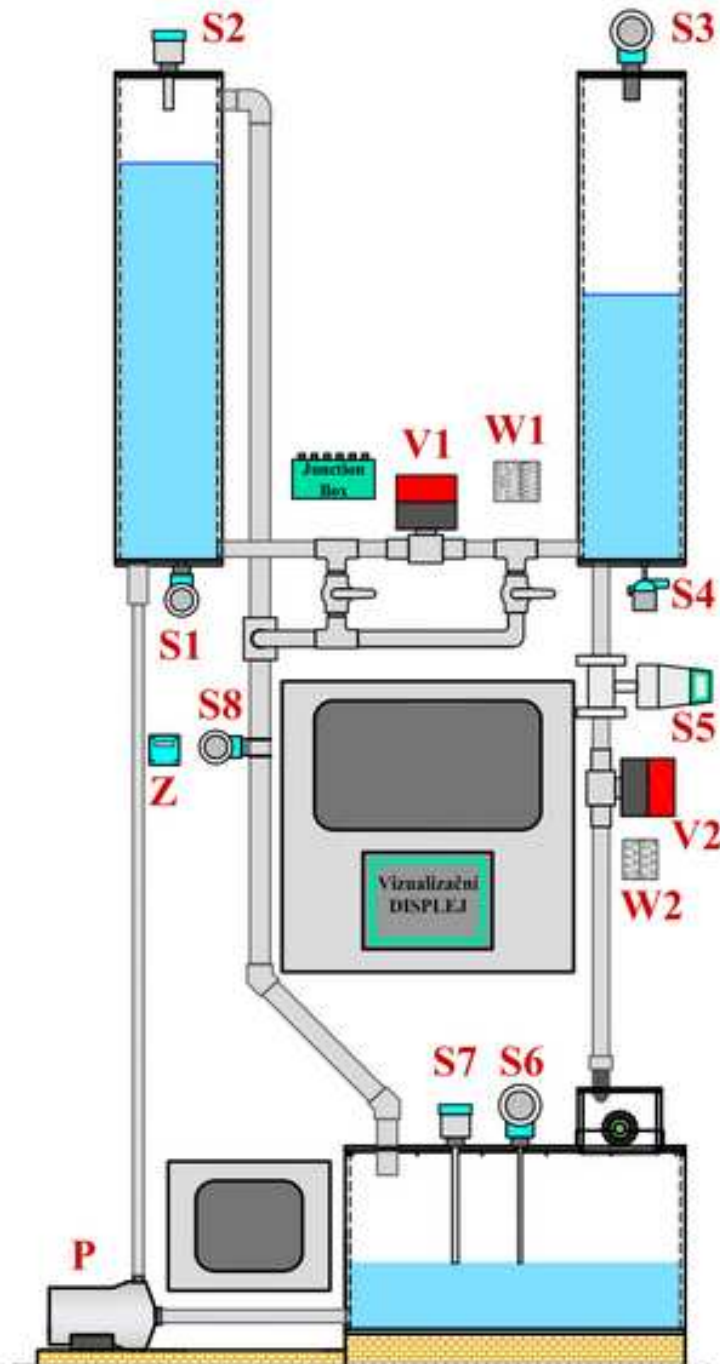 S2
S3
V1
W1
Junction
Box
S1
S4
S8
S5
Z
V2
Vizualizační
DISPLEJ
W2
S7
S6
P